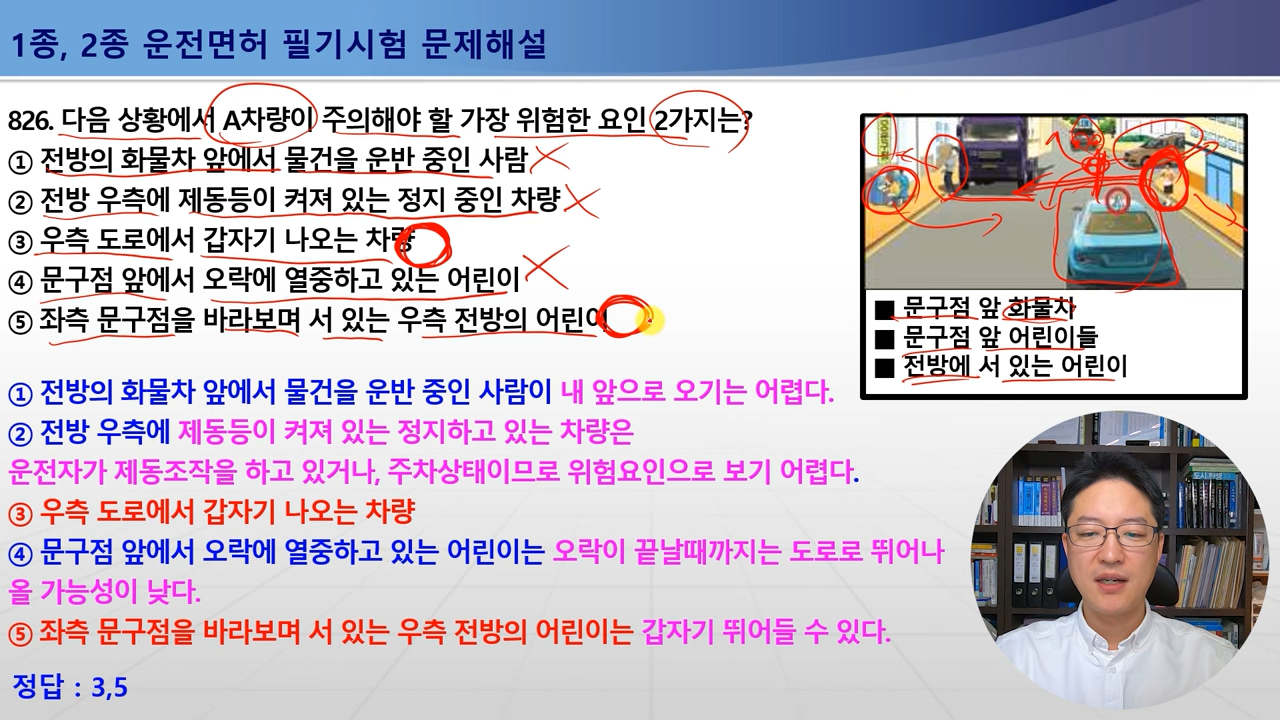 1종, 2종 운전면허 필기시험 문제해설
826. 다음 상황에서 A차량이 주의해야 할 가장 위험한 요인 2가지는?
① 전방의 화물차 앞에서 물건을 운반 중인 사람
② 전방 우측에 제동등이 켜져 있는 정지 중인 차량
③ 우측 도로에서 갑자기 나오는 차량
④ 문구점 앞에서 오락에 열중하고 있는 어린이
⑤ 좌측 문구점을 바라보며 서 있는 우측 전방의 어린이
■ 문구점 앞 화물차
■ 문구점 앞 어린이들
■ 전방에 서 있는 어린이
① 전방의 화물차 앞에서 물건을 운반 중인 사람이 내 앞으로 오기는 어렵다.
② 전방 우측에 제동등이 켜져 있는 정지하고 있는 차량은
운전자가 제동조작을 하고 있거나, 주차상태이므로 위험요인으로 보기 어렵다.
③ 우측 도로에서 갑자기 나오는 차량
④ 문구점 앞에서 오락에 열중하고 있는 어린이는 오락이 끝날때까지는 도로로 뛰어나
올 가능성이 낮다.
⑤ 좌측 문구점을 바라보며 서 있는 우측 전방의 어린이는 갑자기 뛰어들 수 있다.
정답 : 3,5